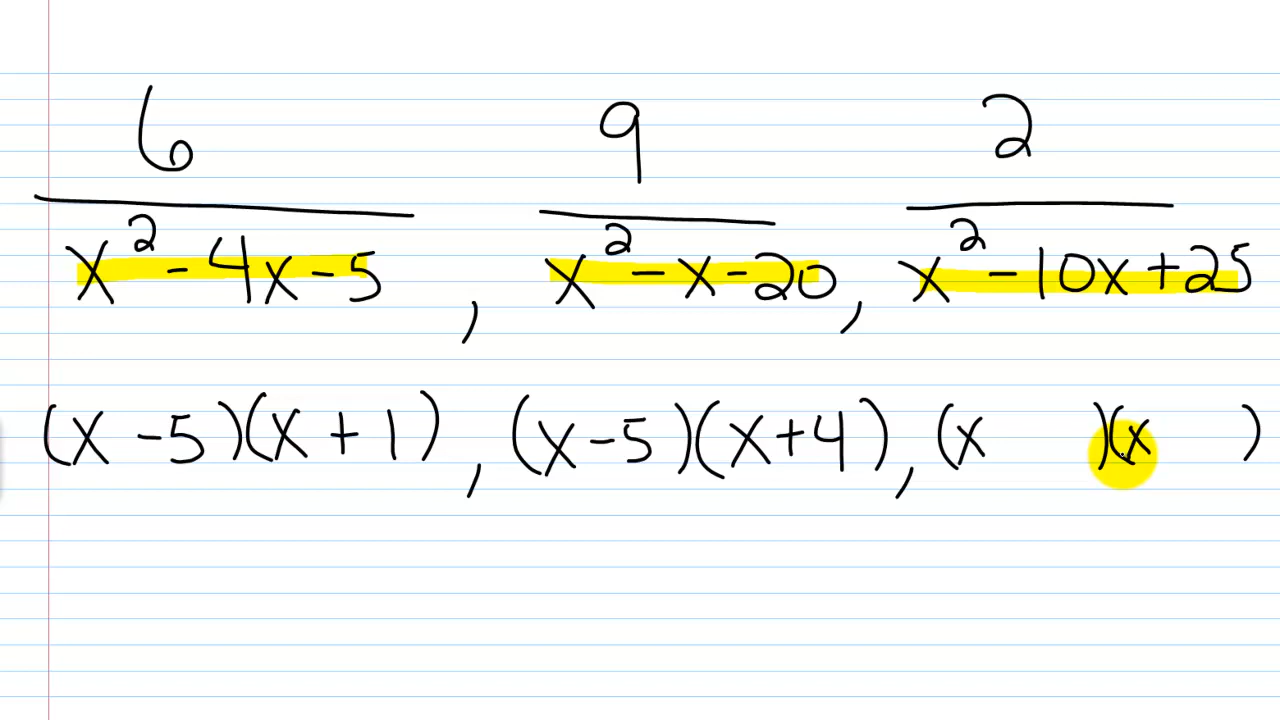 6 9 2
x² - 4x - 5 , x² - x - 20 , x² - 10x + 25
(x - 5)(x + 1) , (x - 5)(x + 4) , (x )(x )